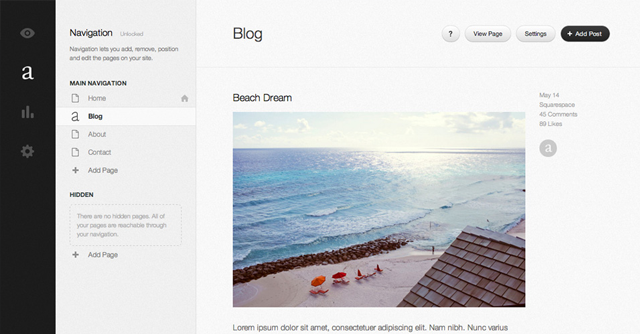 Navigation Unlocked
Navigation lets you add, remove, position
and edit the pages on your site.
MAIN NAVIGATION
Home
a Blog
About
Contact
+ Add Page
HIDDEN
There are no hidden pages. All of
your pages are reachable through
your navigation.
+ Add Page
a
Blog
? View Page Settings + Add Post
Beach Dream
May 14
Squarespace
45 Comments
89 Likes
a
Lorem ipsum dolor sit amet, consectetuer adipiscing elit. Nam nibh. Nunc varius